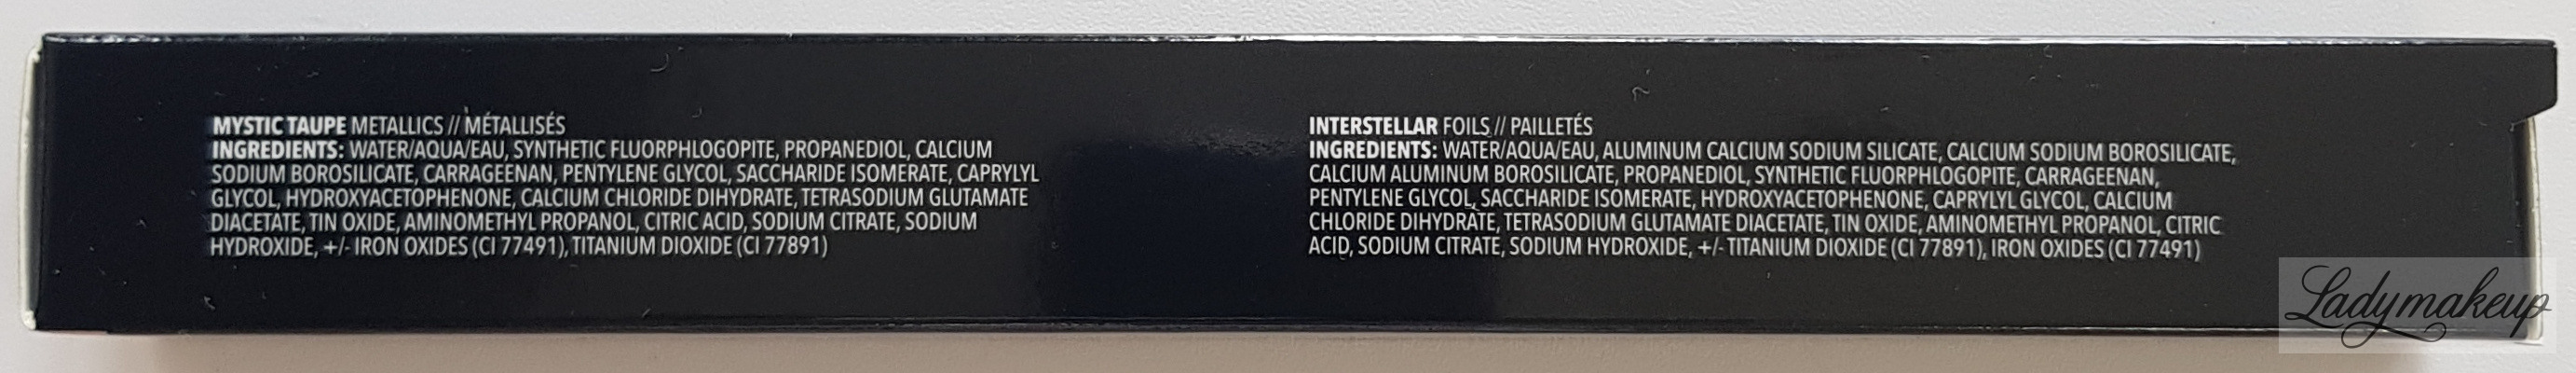 MYSTIC TAUPE METALLICS // MÉTALLISÉS
INGREDIENTS: WATER/AQUA/EAU, SYNTHETIC FLUORPHLOGOPITE, PROPANEDIOL, CALCIUM
SODIUM BOROSILICATE, CARRAGEENAN, PENTYLENE GLYCOL, SACCHARIDE ISOMERATE, CAPRYLYL
GLYCOL, HYDROXYACETOPHENONE, CALCIUM CHLORIDE DIHYDRATE, TETRASODIUM GLUTAMATE
DIACETATE, TIN OXIDE, AMINOMETHYL PROPANOL, CITRIC ACID, SODIUM CITRATE, SODIUM
HYDROXIDE, +/- IRON OXIDES (CI 77491), TITANIUM DIOXIDE (CI 77891)
INTERSTELLAR FOILS // PAILLETÉS
INGREDIENTS: WATER/AQUA/EAU, ALUMINUM CALCIUM SODIUM SILICATE, CALCIUM SODIUM BOROSILICATE,
CALCIUM ALUMINUM BOROSILICATE, PROPANEDIOL, SYNTHETIC FLUORPHLOGOPITE, CARRAGEENAN,
PENTYLENE GLYCOL, SACCHARIDE ISOMERATE, HYDROXYACETOPHENONE, CAPRYLYL GLYCOL, CALCIUM
CHLORIDE DIHYDRATE, TETRASODIUM GLUTAMATE DIACETATE, TIN OXIDE, AMINOMETHYL PROPANOL, CITRIC
ACID, SODIUM CITRATE, SODIUM HYDROXIDE, +/- TITANIUM DIOXIDE (CI 77891), IRON OXIDES (CI 77491)
Ladymakeup